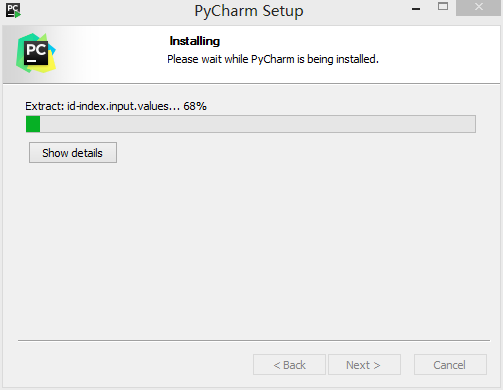 PC
PyCharm Setup
PC
Installing
Please wait while PyCharm is being installed.
Extract: id-index.input.values... 68%
Show details
< Back
Next >
Cancel